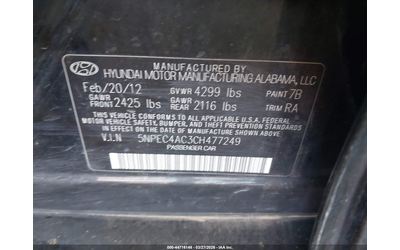 MANUFACTURED BY
HYUNDAI MOTOR MANUFACTURING ALABAMA, LLC
Feb/20/12 GVWR 4299 lbs PAINT 7B
GAWR FRONT 2425 lbs GAWR REAR 2116 lbs TRIM RA
THIS VEHICLE CONFORMS TO ALL APPLICABLE U.S. FEDERAL MOTOR
VEHICLE SAFETY, BUMPER, AND THEFT PREVENTION STANDARDS
IN EFFECT ON THE DATE OF MANUFACTURE SHOWN ABOVE.
V.I.N 5NPEC4AC3CH477249
PASSENGER CAR